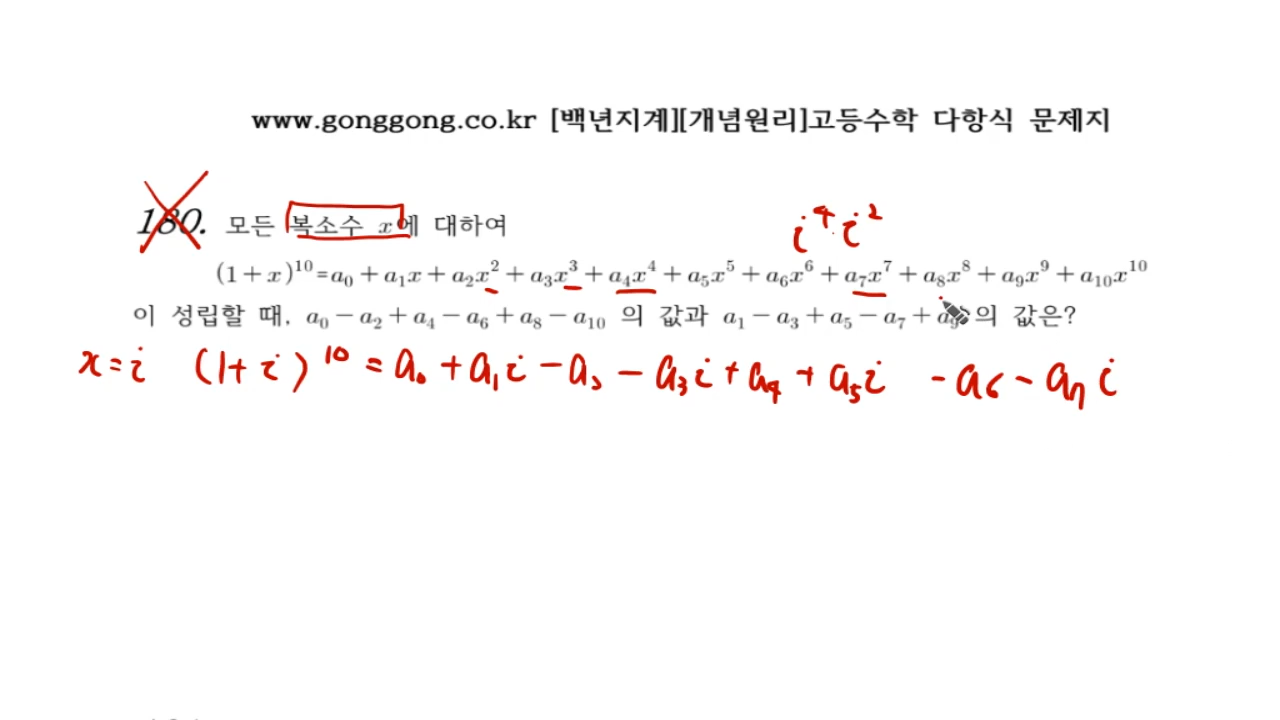 www.gonggong.co.kr [백년지계][개념원리]고등수학 다항식 문제지
180. 모든 복소수 x에 대하여
i⁴·i²
(1+x)¹⁰=a₀+a₁x+a₂x²+a₃x³+a₄x⁴+a₅x⁵+a₆x⁶+a₇x⁷+a₈x⁸+a₉x⁹+a₁₀x¹⁰
이 성립할 때, a₀−a₂+a₄−a₆+a₈−a₁₀ 의 값과 a₁−a₃+a₅−a₇+a₉의 값은?
x=i (1+i)¹⁰ = a₀ + a₁i − a₂ − a₃i + a₄ + a₅i − a₆ − a₇i